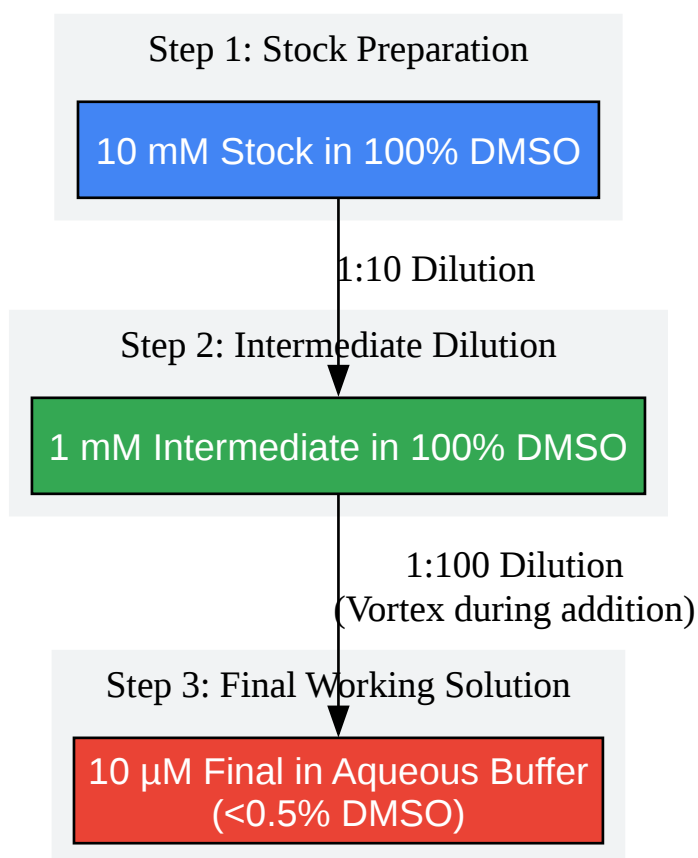 Step 1: Stock Preparation
10 mM Stock in 100% DMSO
1:10 Dilution
Step 2: Intermediate Dilution
1 mM Intermediate in 100% DMSO
1:100 Dilution
(Vortex during addition)
Step 3: Final Working Solution
10 µM Final in Aqueous Buffer
(<0.5% DMSO)